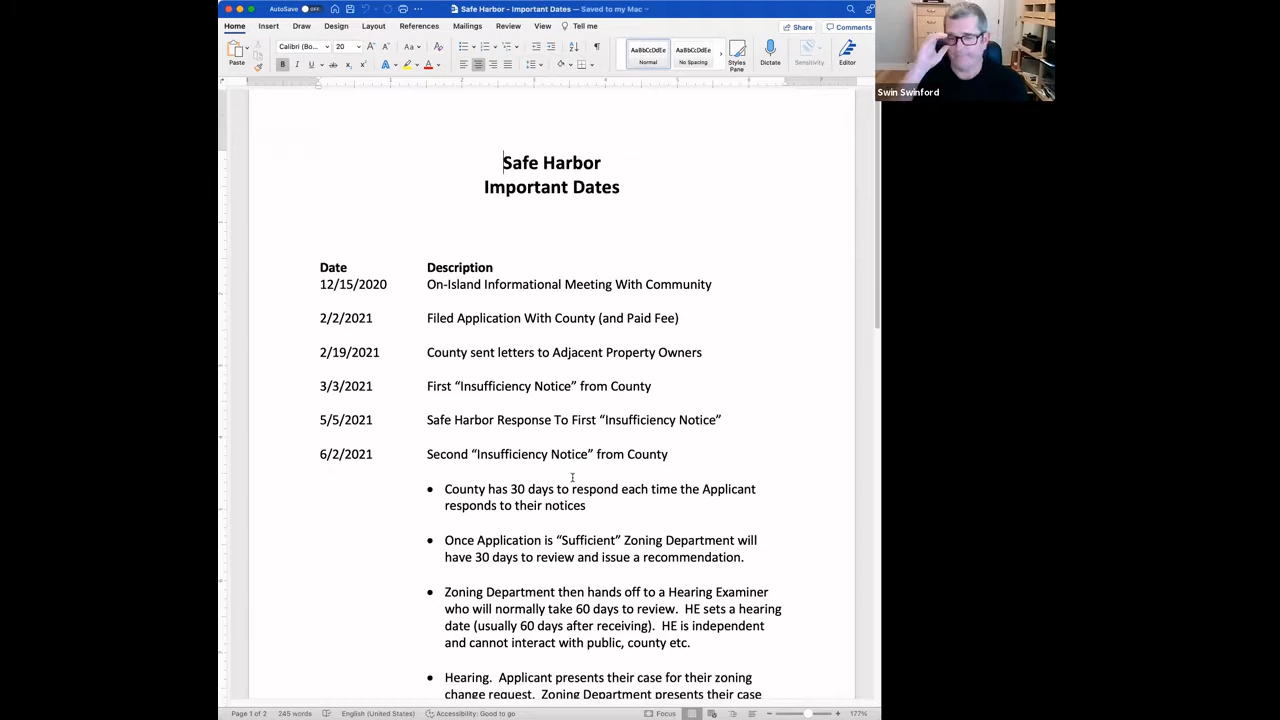 AutoSave OFF
Safe Harbor - Important Dates — Saved to my Mac
Home Insert Draw Design Layout References Mailings Review View Tell me
Share Comments
Paste
Calibri (Bo... 20
AaBbCcDdEe
Normal
AaBbCcDdEe
No Spacing
Styles
Pane
Dictate
Sensitivity
Editor
Swin Swinford
Safe Harbor
Important Dates
Date Description
12/15/2020 On-Island Informational Meeting With Community
2/2/2021 Filed Application With County (and Paid Fee)
2/19/2021 County sent letters to Adjacent Property Owners
3/3/2021 First “Insufficiency Notice” from County
5/5/2021 Safe Harbor Response To First “Insufficiency Notice”
6/2/2021 Second “Insufficiency Notice” from County
• County has 30 days to respond each time the Applicant
responds to their notices
• Once Application is “Sufficient” Zoning Department will
have 30 days to review and issue a recommendation.
• Zoning Department then hands off to a Hearing Examiner
who will normally take 60 days to review. HE sets a hearing
date (usually 60 days after receiving). HE is independent
and cannot interact with public, county etc.
• Hearing. Applicant presents their case for their zoning
change request. Zoning Department presents their case
Page 1 of 2 245 words English (United States) Accessibility: Good to go Focus 177%